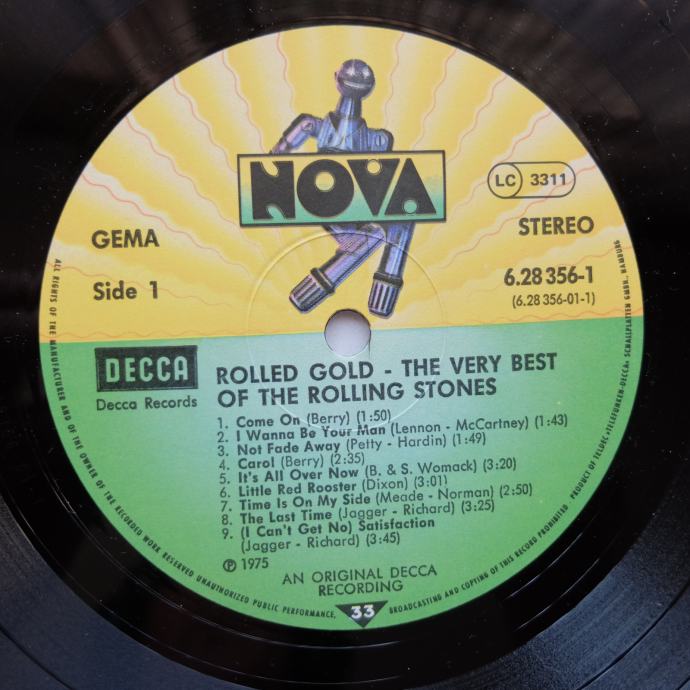 NOVA
LC 3311
GEMA
STEREO
Side 1
6.28 356-1
(6.28 356-01-1)
DECCA
Decca Records
ROLLED GOLD - THE VERY BEST
OF THE ROLLING STONES
1. Come On (Berry) (1:50)
2. I Wanna Be Your Man (Lennon - McCartney) (1:43)
3. Not Fade Away (Petty - Hardin) (1:49)
4. Carol (Berry) (2:35)
5. It's All Over Now (B. & S. Womack) (3:20)
6. Little Red Rooster (Dixon) (3:01)
7. Time Is On My Side (Meade - Norman) (2:50)
8. The Last Time (Jagger - Richard) (3:25)
9. (I Can't Get No) Satisfaction
(Jagger - Richard) (3:45)
℗ 1975
AN ORIGINAL DECCA
RECORDING
33
ALL RIGHTS OF THE MANUFACTURER AND OF THE OWNER OF THE RECORDED WORK RESERVED UNAUTHORIZED PUBLIC PERFORMANCE, BROADCASTING AND COPYING OF THIS RECORD PROHIBITED. PRODUCT OF TELDEC »TELEFUNKEN-DECCA« SCHALLPLATTEN GMBH., HAMBURG